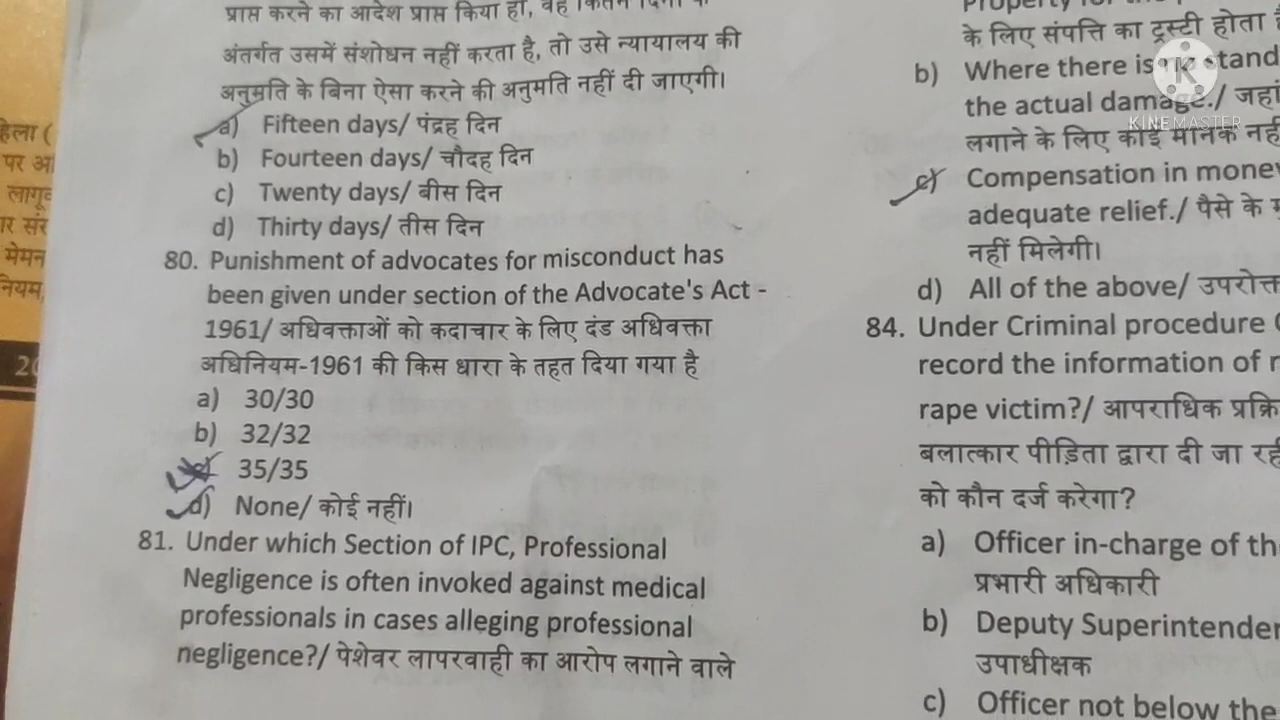 प्राप्त करने का आदेश प्राप्त किया हो, वह कितने
अंतर्गत उसमें संशोधन नहीं करता है, तो उसे न्यायालय की
अनुमति के बिना ऐसा करने की अनुमति नहीं दी जाएगी।
a) Fifteen days/ पंद्रह दिन
b) Fourteen days/ चौदह दिन
c) Twenty days/ बीस दिन
d) Thirty days/ तीस दिन
80. Punishment of advocates for misconduct has
been given under section of the Advocate's Act -
1961/ अधिवक्ताओं को कदाचार के लिए दंड अधिवक्ता
अधिनियम-1961 की किस धारा के तहत दिया गया है
a) 30/30
b) 32/32
35/35
d) None/ कोई नहीं।
81. Under which Section of IPC, Professional
Negligence is often invoked against medical
professionals in cases alleging professional
negligence?/ पेशेवर लापरवाही का आरोप लगाने वाले
के लिए संपत्ति का ट्रस्टी होता
b) Where there is
the actual damage./ जहां
लगाने के लिए कोई मानक
c) Compensation in
adequate relief./ पैसे के
नहीं मिलेगी।
d) All of the above/
84. Under Criminal procedure
record the information of
rape victim?/ आपराधिक
बलात्कार पीड़िता द्वारा दी जा
को कौन दर्ज करेगा?
a) Officer in-charge of
प्रभारी अधिकारी
b) Deputy
उपाधीक्षक
c) Officer not below the
पर
मेमन
KINEMASTER